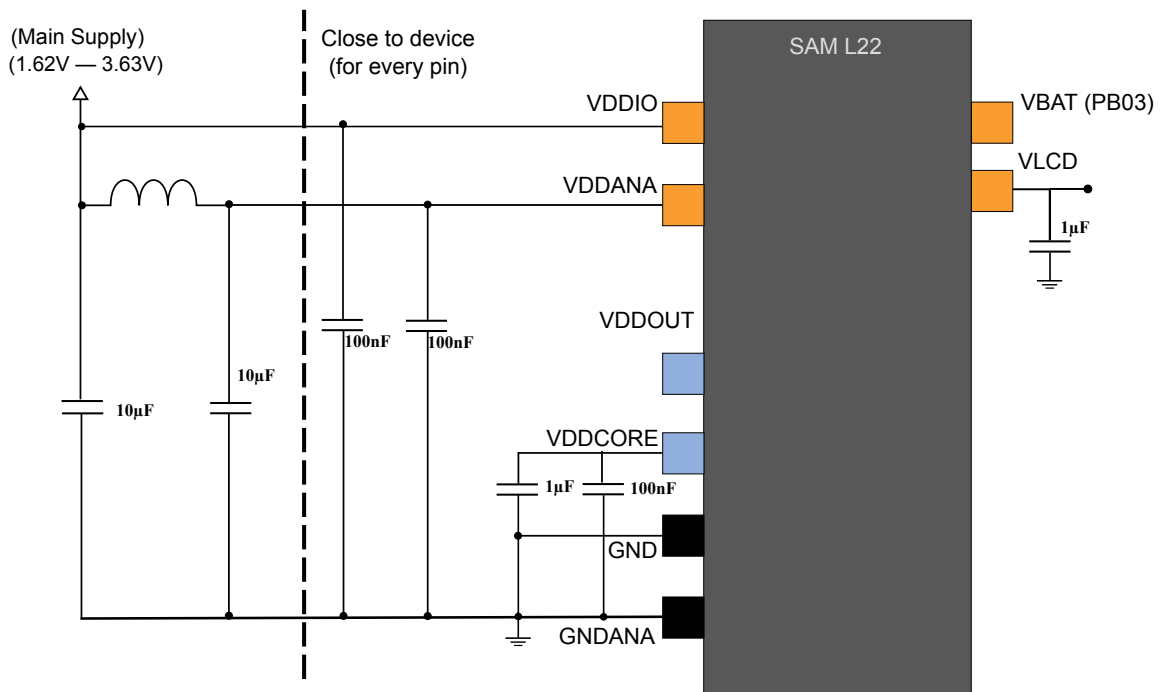 (Main Supply)
(1.62V — 3.63V)
Close to device
(for every pin)
SAM L22
VDDIO
VBAT (PB03)
VDDANA
VLCD
1µF
VDDOUT
100nF
100nF
10µF
10µF
VDDCORE
1µF
100nF
GND
GNDANA